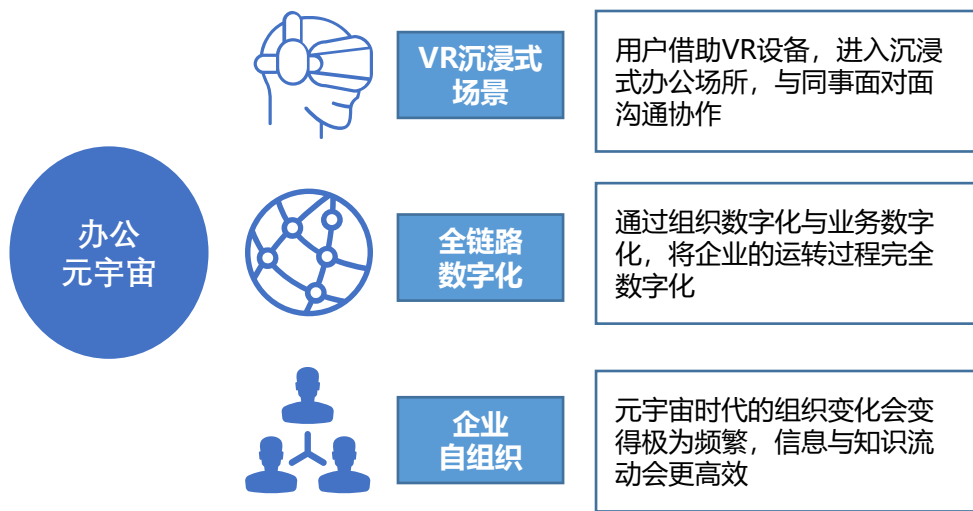 VR沉浸式
场景
用户借助VR设备，进入沉浸
式办公场所，与同事面对面
沟通协作
办公
元宇宙
全链路
数字化
通过组织数字化与业务数字
化，将企业的运转过程完全
数字化
企业
自组织
元宇宙时代的组织变化会变
得极为频繁，信息与知识流
动会更高效